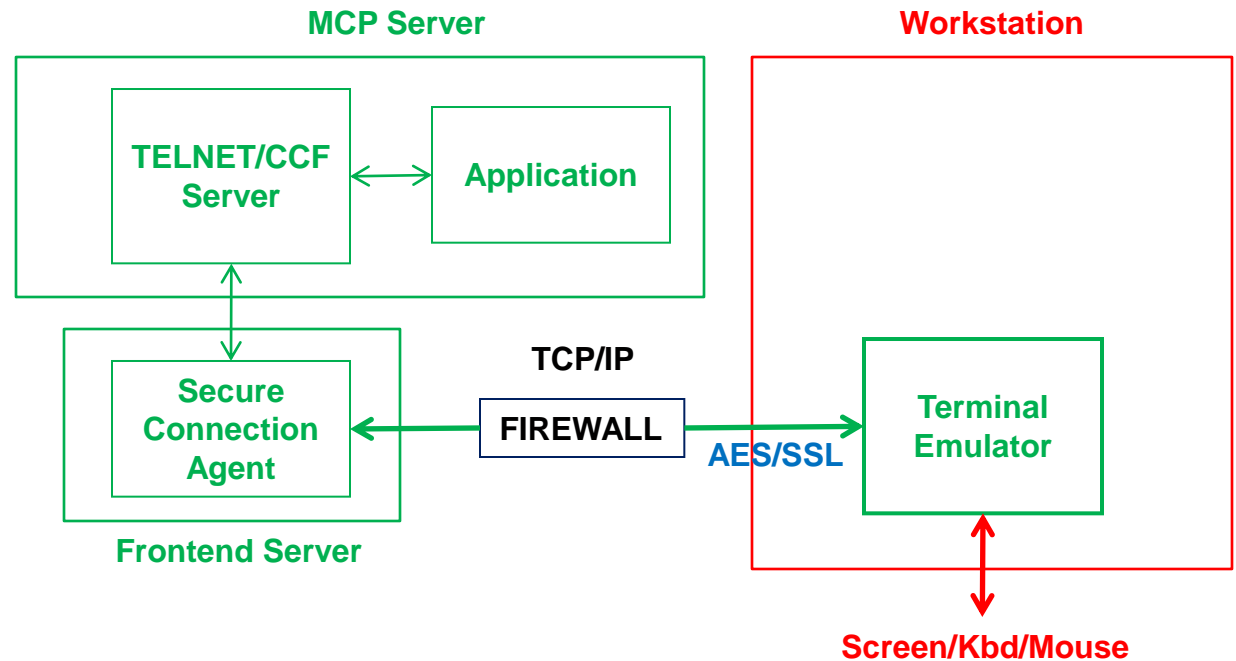 MCP Server
Workstation
TELNET/CCF
Server
Application
Secure
Connection
Agent
Frontend Server
TCP/IP
FIREWALL
AES/SSL
Terminal
Emulator
Screen/Kbd/Mouse